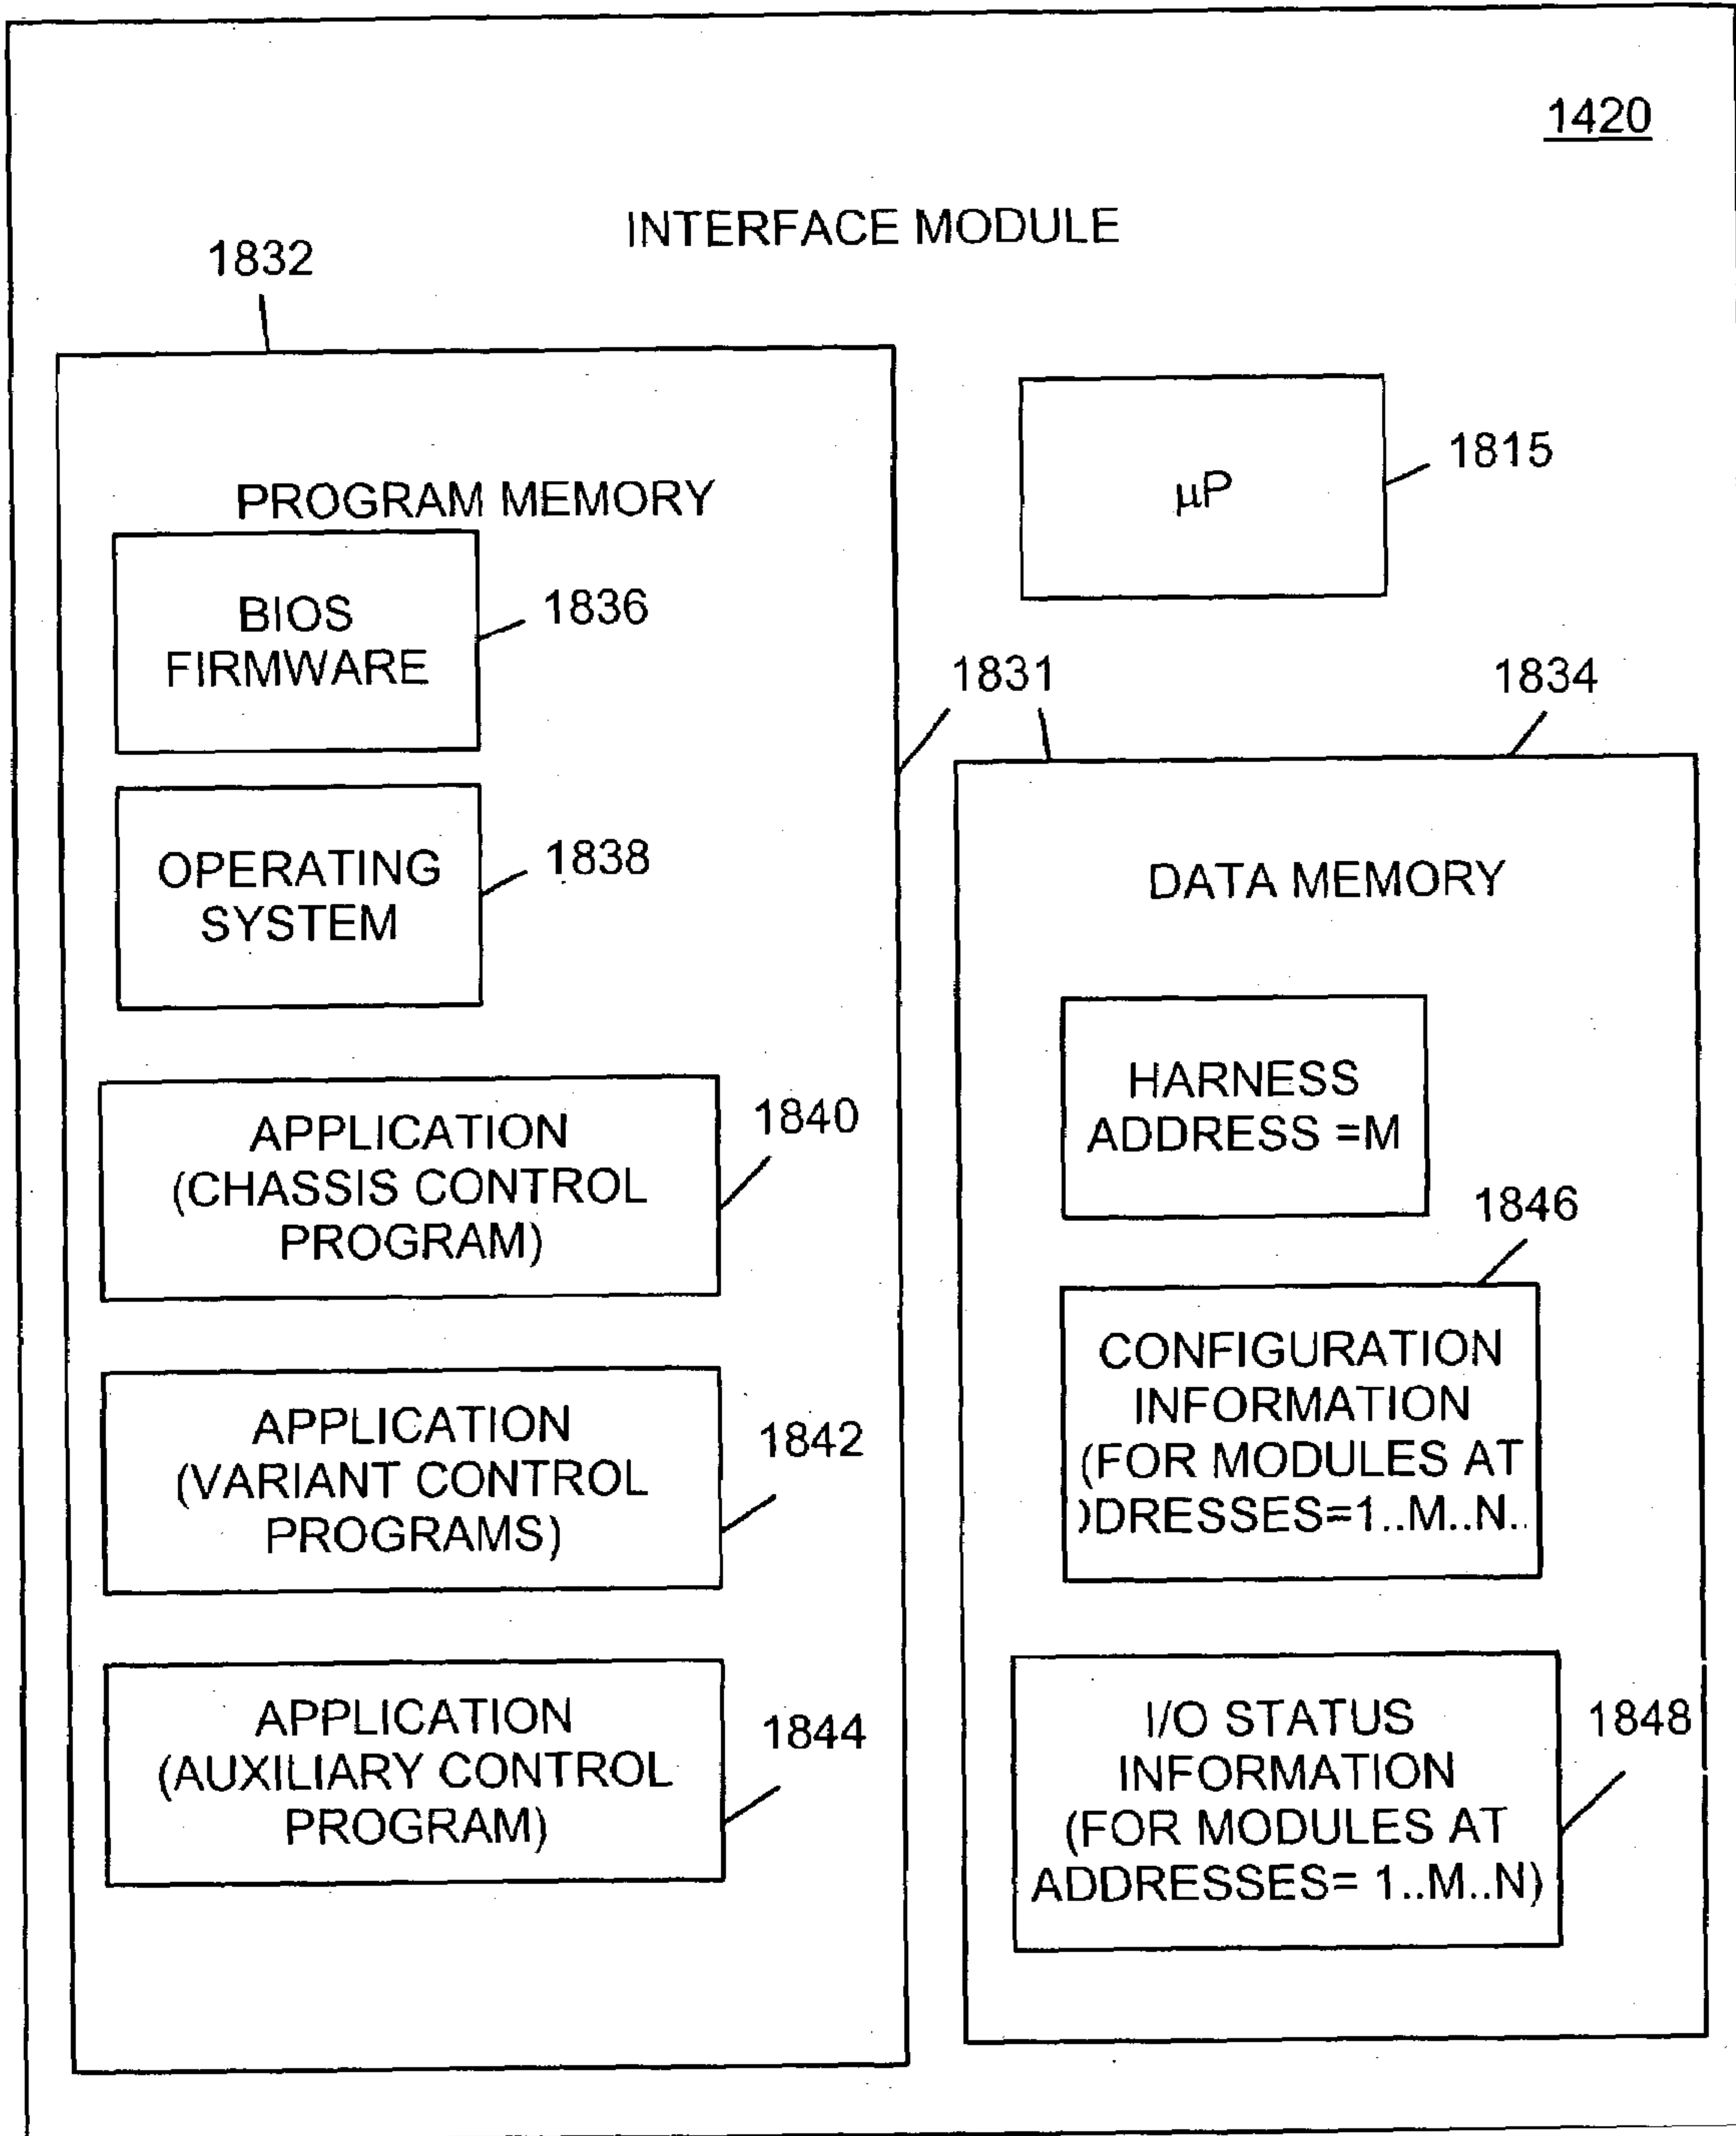 1420
INTERFACE MODULE
1832
PROGRAM MEMORY
BIOS
FIRMWARE
1836
OPERATING
SYSTEM
1838
APPLICATION
(CHASSIS CONTROL
PROGRAM)
1840
APPLICATION
(VARIANT CONTROL
PROGRAMS)
1842
APPLICATION
(AUXILIARY CONTROL
PROGRAM)
1844
µP
1815
1831
1834
DATA MEMORY
HARNESS
ADDRESS =M
1846
CONFIGURATION
INFORMATION
(FOR MODULES AT
)DRESSES=1..M..N..
I/O STATUS
INFORMATION
(FOR MODULES AT
ADDRESSES= 1..M..N)
1848